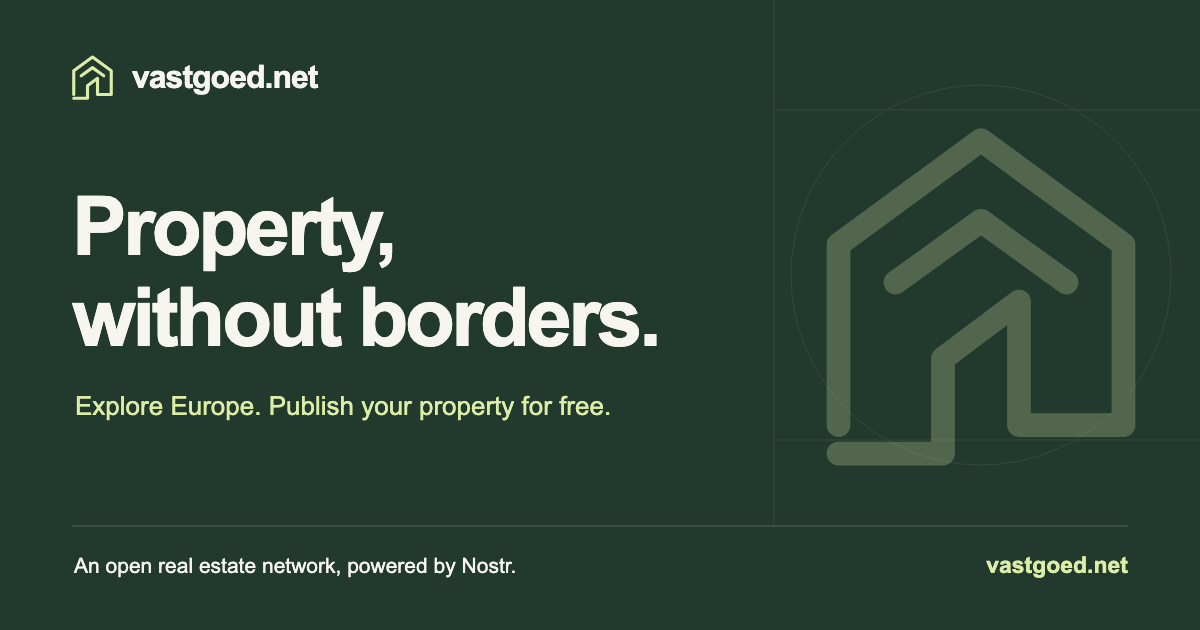 vastgoed.net
Property,
without borders.
Explore Europe. Publish your property for free.
An open real estate network, powered by Nostr.
vastgoed.net